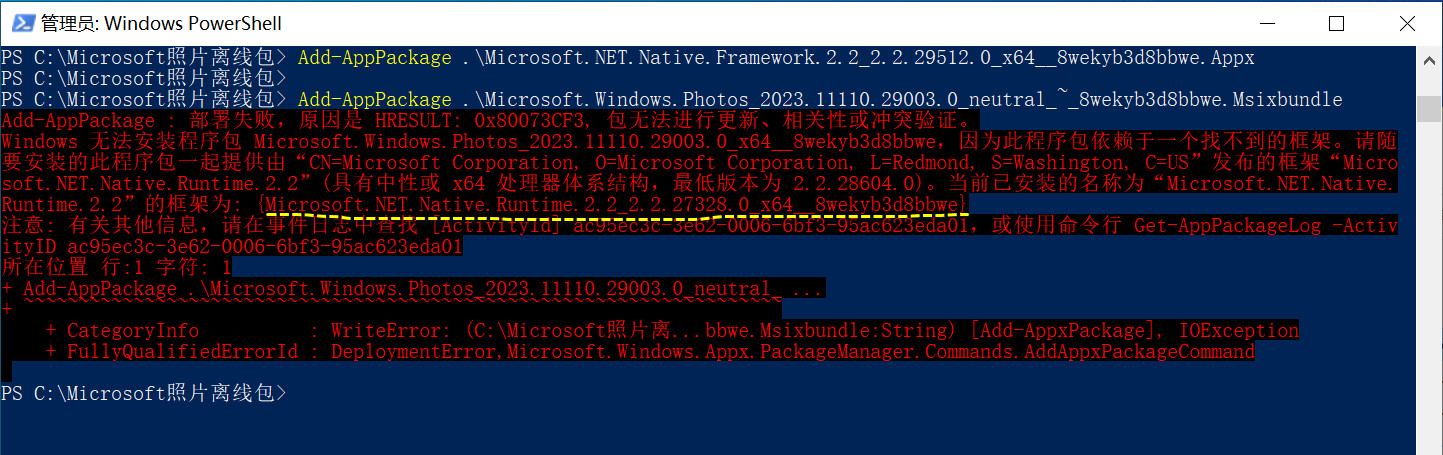 管理员: Windows PowerShell
PS C:\Microsoft照片离线包> Add-AppPackage .\Microsoft.NET.Native.Framework.2.2_2.2.29512.0_x64__8wekyb3d8bbwe.Appx
PS C:\Microsoft照片离线包>
PS C:\Microsoft照片离线包> Add-AppPackage .\Microsoft.Windows.Photos_2023.11110.29003.0_neutral_~_8wekyb3d8bbwe.Msixbundle
Add-AppPackage : 部署失败，原因是 HRESULT: 0x80073CF3, 包无法进行更新、相关性或冲突验证。
Windows 无法安装程序包 Microsoft.Windows.Photos_2023.11110.29003.0_x64__8wekyb3d8bbwe，因为此程序包依赖于一个找不到的框架。请随
要安装的此程序包一起提供由“CN=Microsoft Corporation, O=Microsoft Corporation, L=Redmond, S=Washington, C=US”发布的框架“Micro
soft.NET.Native.Runtime.2.2”(具有中性或 x64 处理器体系结构，最低版本为 2.2.28604.0)。当前已安装的名称为“Microsoft.NET.Native.
Runtime.2.2”的框架为: {Microsoft.NET.Native.Runtime.2.2_2.2.27328.0_x64__8wekyb3d8bbwe}
注意: 有关其他信息，请在事件日志中查找 [ActivityId] ac95ec3c-3e62-0006-6bf3-95ac623eda01，或使用命令行 Get-AppPackageLog -Activ
ityID ac95ec3c-3e62-0006-6bf3-95ac623eda01
所在位置 行:1 字符: 1
+ Add-AppPackage .\Microsoft.Windows.Photos_2023.11110.29003.0_neutral_ ...
+ ~~~~~~~~~~~~~~~~~~~~~~~~~~~~~~~~~~~~~~~~~~~~~~~~~~~~~~~~~~~~~~~~~~~~~
+ CategoryInfo : WriteError: (C:\Microsoft照片离...bbwe.Msixbundle:String) [Add-AppxPackage], IOException
+ FullyQualifiedErrorId : DeploymentError,Microsoft.Windows.Appx.PackageManager.Commands.AddAppxPackageCommand
PS C:\Microsoft照片离线包>